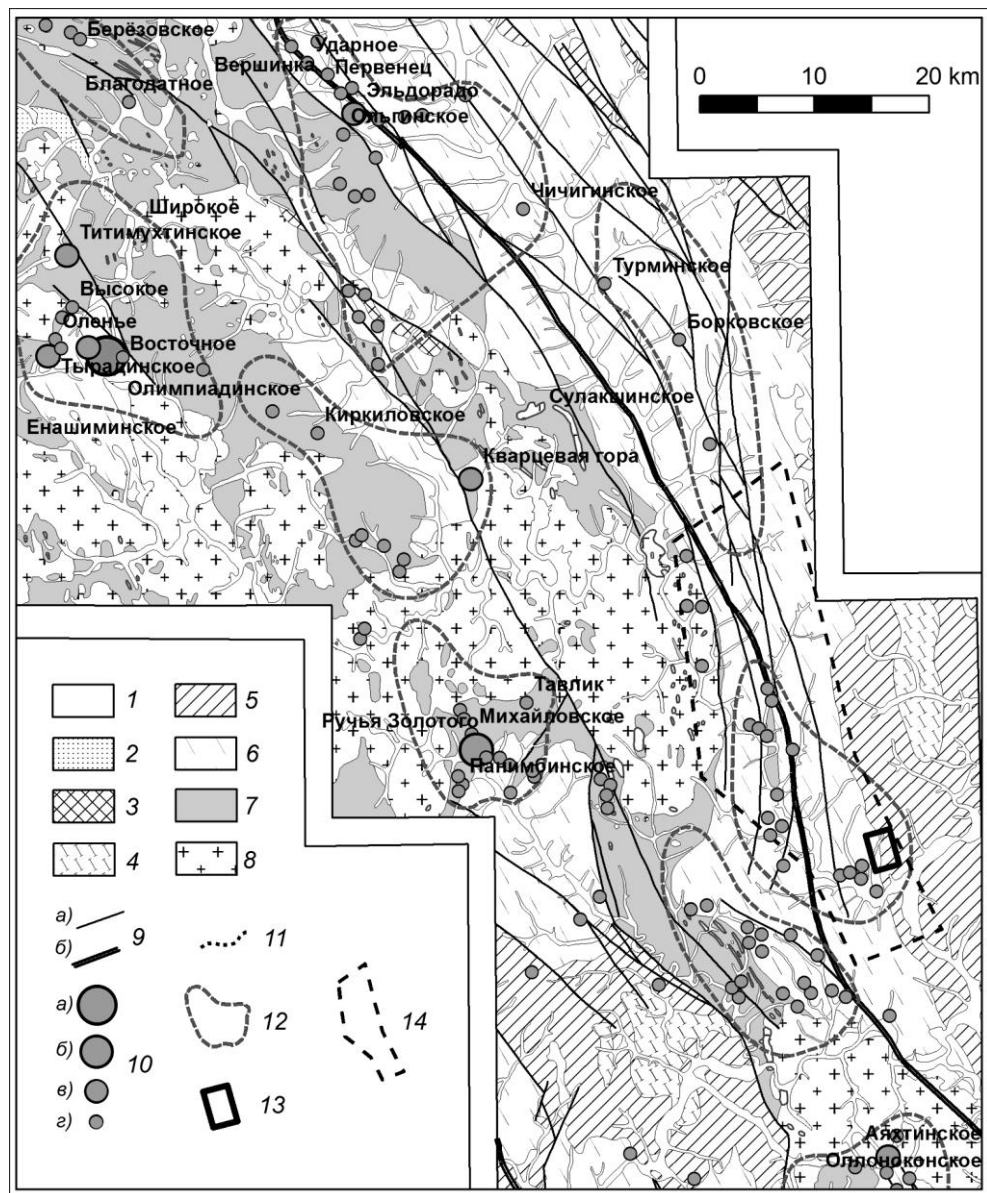 Берёзовское
Ударное
Вершинка
Первенец
Благодатное
Эльдорадо
Ольгинское
0 10 20 km
Чичигинское
Широкое
Титимухтинское
Турминское
Высокое
Борковское
Оленье
Восточное
Тырадинское
Олимпиадинское
Сулакшинское
Киркиловское
Енашиминское
Кварцевая гора
Тавлик
Ручья Золотого
Михайловское
Панимбинское
1 5
2 6
3 7
4 8
а)
б)
9
11
а)
б)
в)
г)
10
12
13
14
Аяхтинское
Оллоноконское